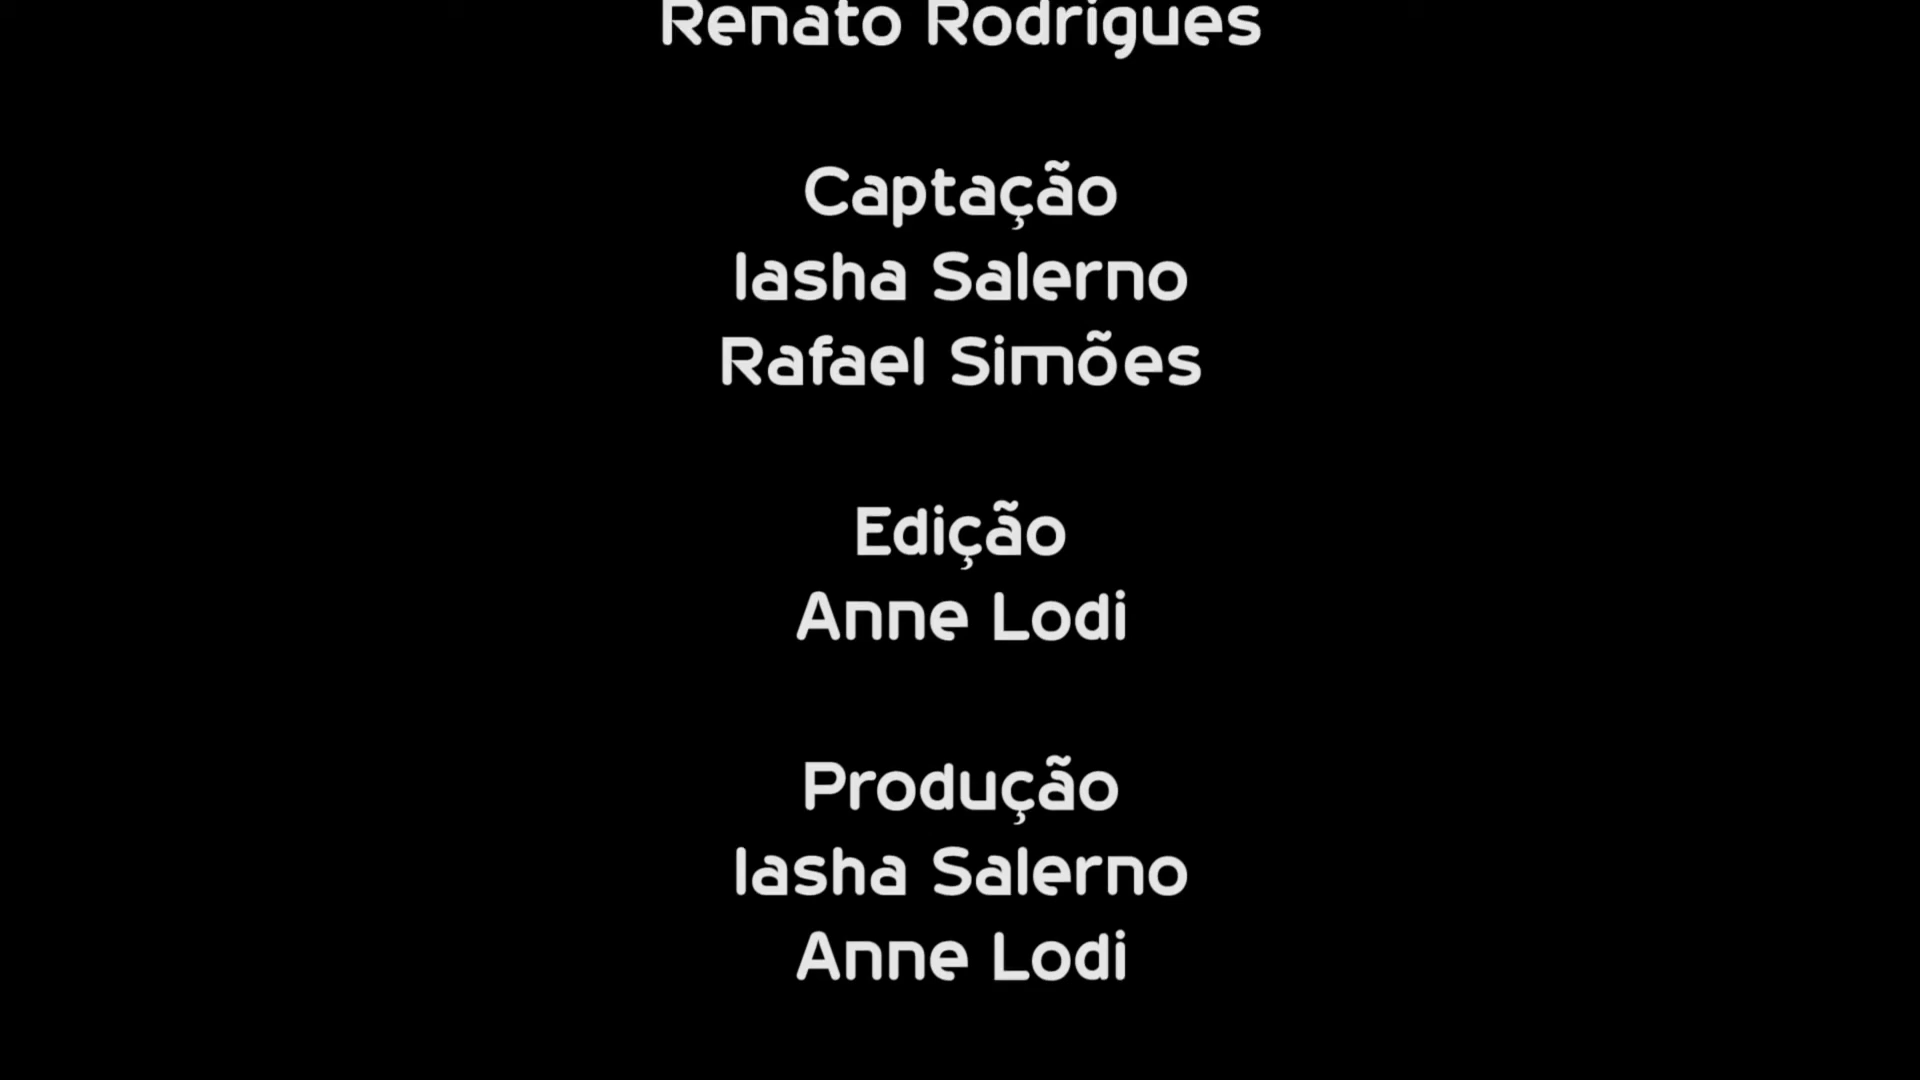 Renato Rodrigues
Captação
Iasha Salerno
Rafael Simões
Edição
Anne Lodi
Produção
Iasha Salerno
Anne Lodi